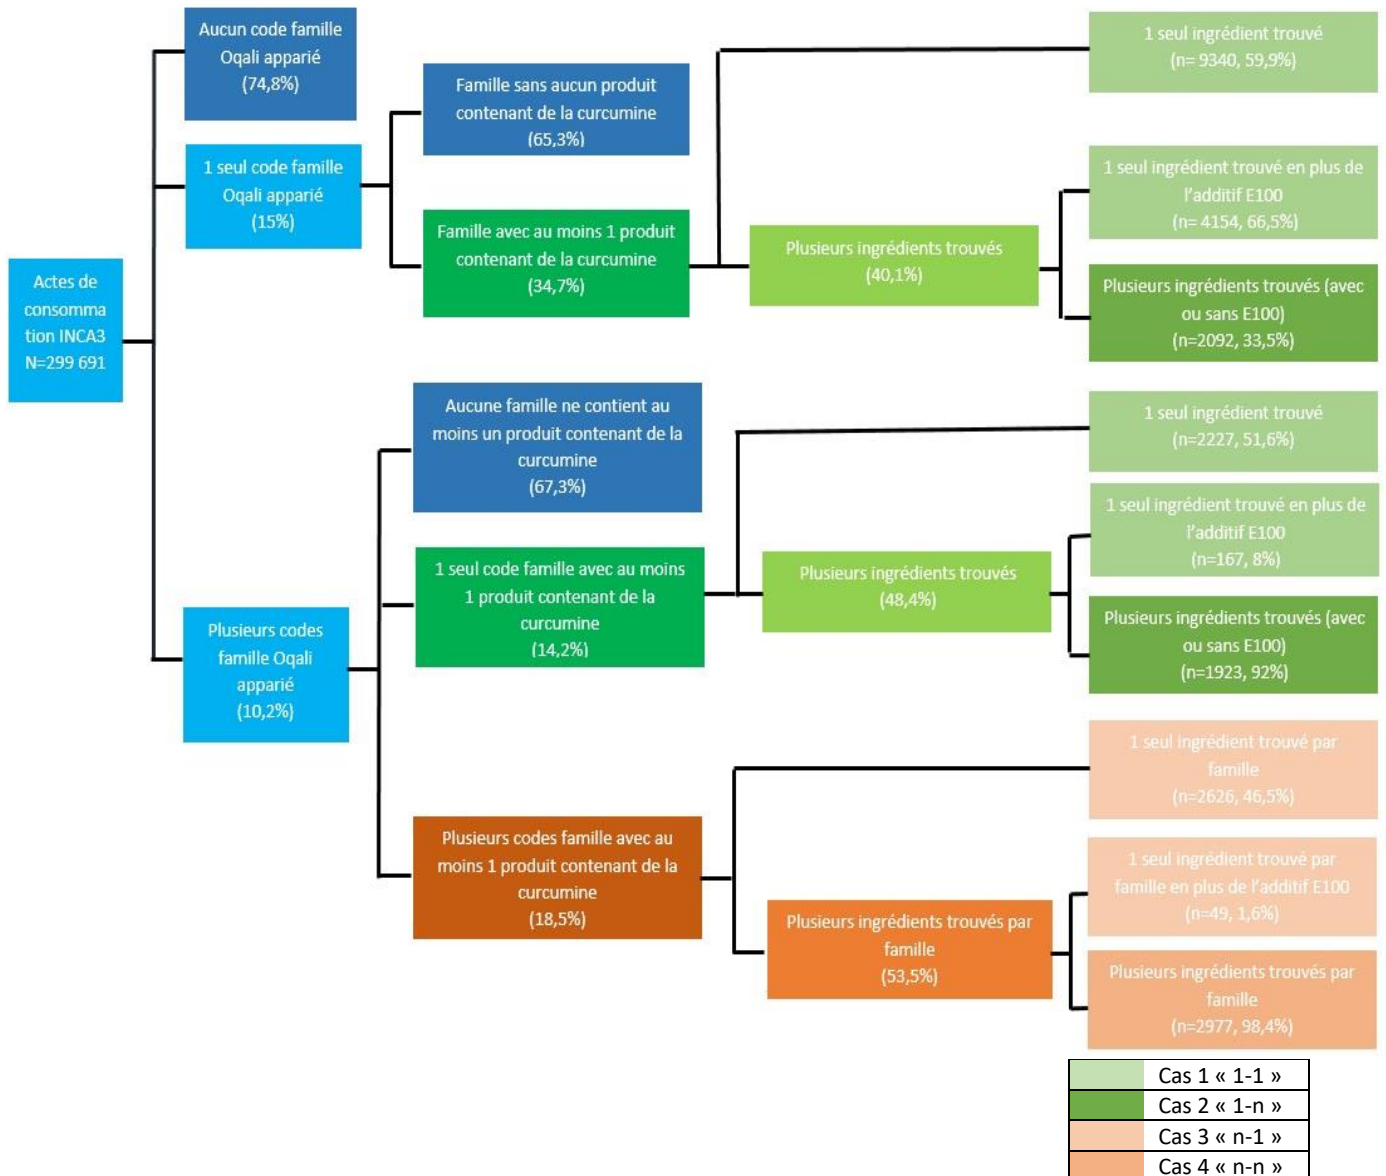 Actes de
consomma
tion INCA3
N=299 691
Aucun code famille
Oqali apparié
(74,8%)
1 seul code famille
Oqali apparié
(15%)
Famille sans aucun produit
contenant de la curcumine
(65,3%)
Famille avec au moins 1 produit
contenant de la curcumine
(34,7%)
1 seul ingrédient trouvé
(n= 9340, 59,9%)
Plusieurs ingrédients trouvés
(40,1%)
1 seul ingrédient trouvé en plus de
l'additif E100
(n= 4154, 66,5%)
Plusieurs ingrédients trouvés (avec
ou sans E100)
(n=2092, 33,5%)
Plusieurs codes
famille Oqali
apparié
(10,2%)
Aucune famille ne contient au
moins un produit contenant de la
curcumine
(67,3%)
1 seul code famille avec au moins
1 produit contenant de la
curcumine
(14,2%)
1 seul ingrédient trouvé
(n=2227, 51,6%)
Plusieurs ingrédients trouvés
(48,4%)
1 seul ingrédient trouvé en plus de
l'additif E100
(n=167, 8%)
Plusieurs ingrédients trouvés (avec
ou sans E100)
(n=1923, 92%)
Plusieurs codes famille avec au
moins 1 produit contenant de la
curcumine
(18,5%)
1 seul ingrédient trouvé par
famille
(n=2626, 46,5%)
Plusieurs ingrédients trouvés par
famille
(53,5%)
1 seul ingrédient trouvé par
famille en plus de l'additif E100
(n=49, 1,6%)
Plusieurs ingrédients trouvés par
famille
(n=2977, 98,4%)
Cas 1 « 1-1 »
Cas 2 « 1-n »
Cas 3 « n-1 »
Cas 4 « n-n »